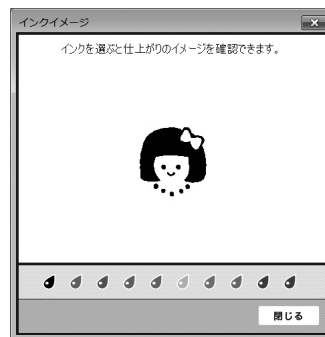 インクイメージ
インクを選ぶと仕上がりのイメージを確認できます。
閉じる